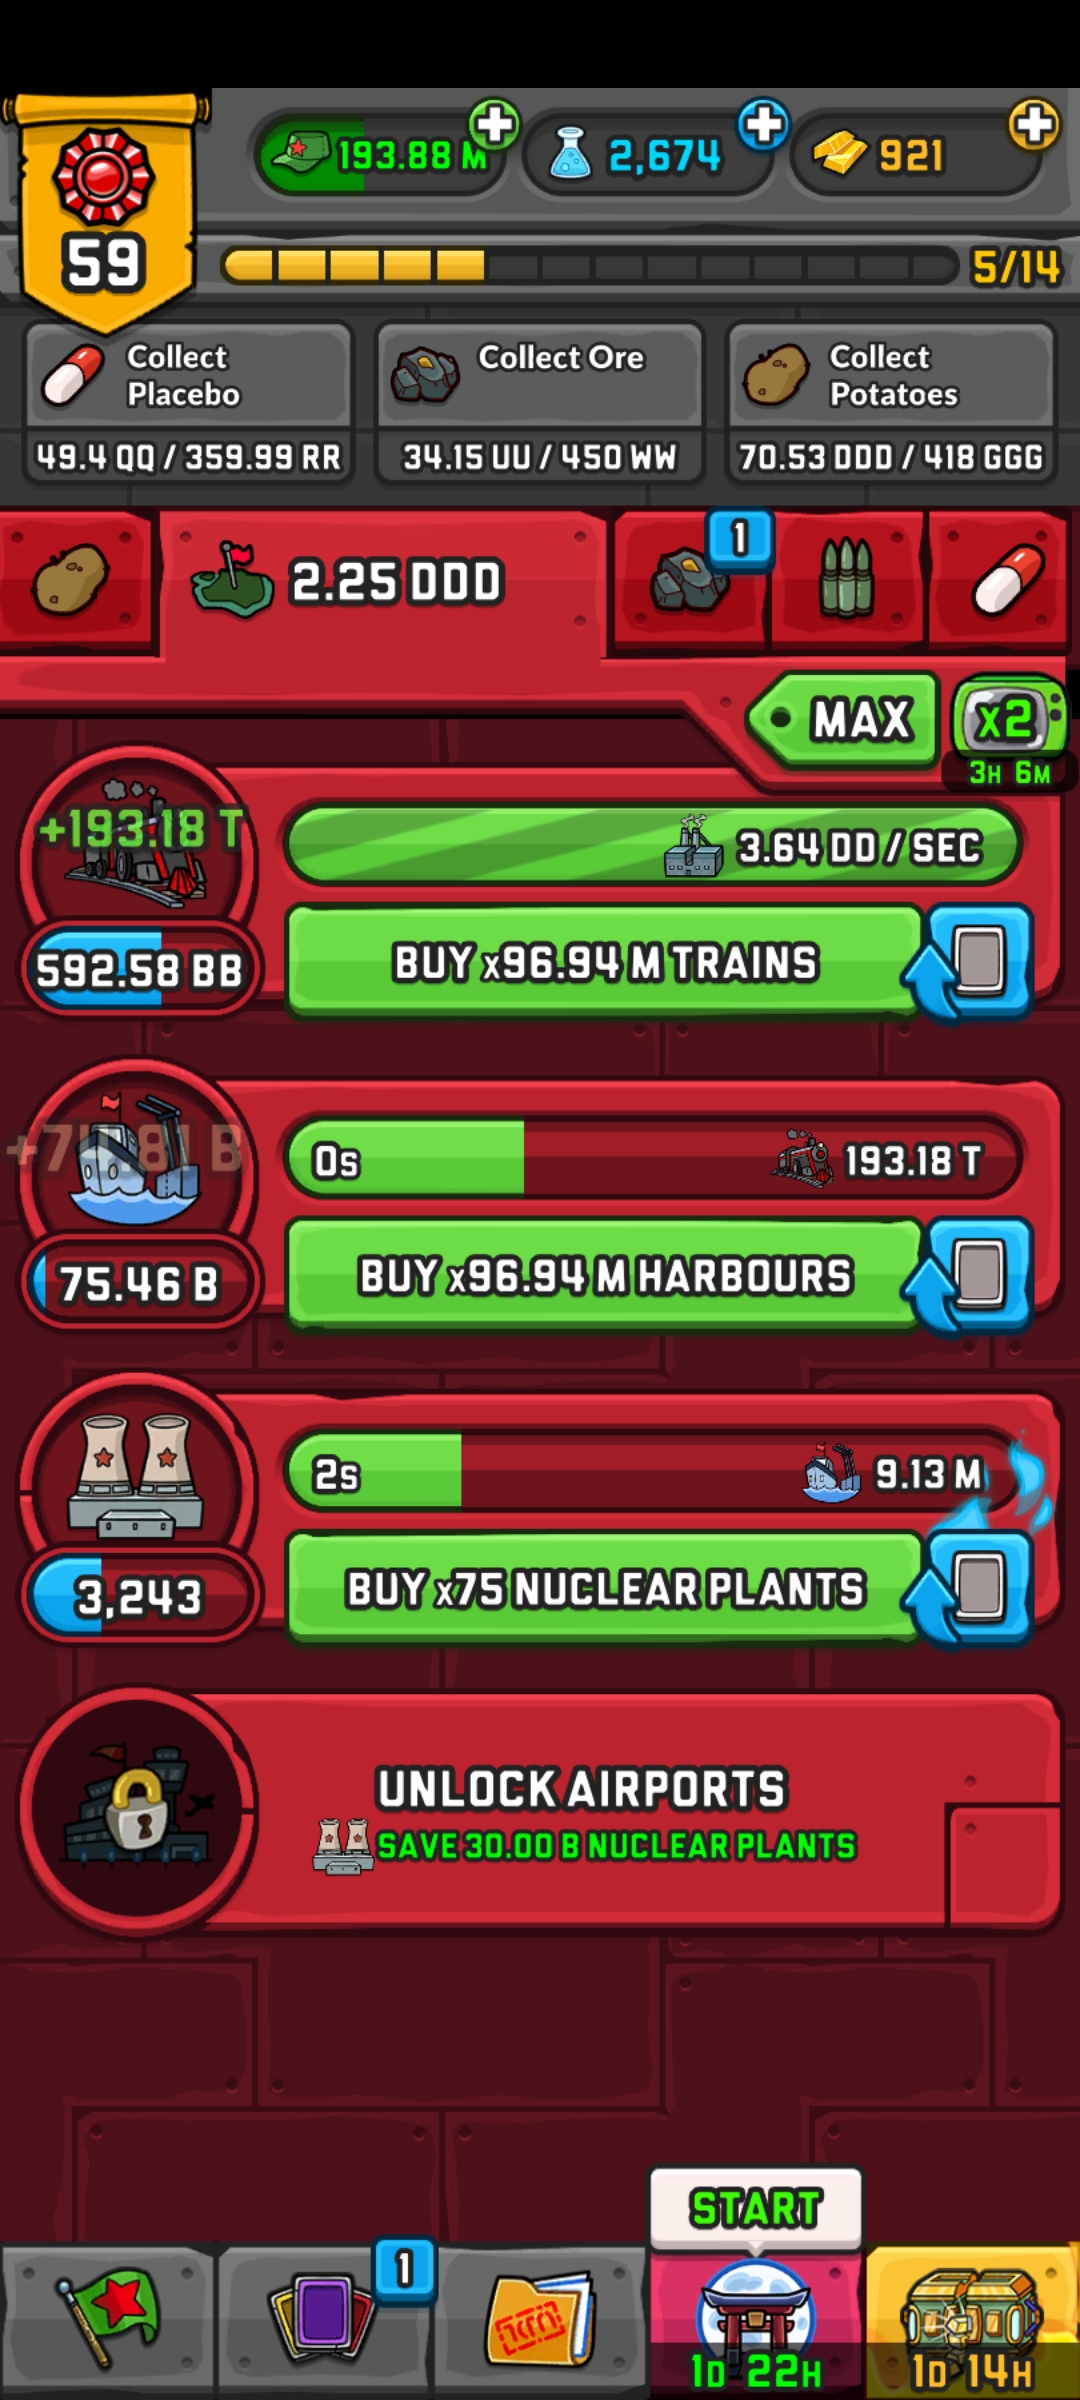 59
193.88 M
2,674
921
5/14
Collect Placebo
49.4 QQ / 359.99 RR
Collect Ore
34.15 UU / 450 WW
Collect Potatoes
70.53 DDD / 418 GGG
2.25 DDD
1
MAX
x2
3H 6M
+193.18 T
592.58 BB
3.64 DD / SEC
BUY x96.94 M TRAINS
75.46 B
0s
193.18 T
BUY x96.94 M HARBOURS
3,243
2s
9.13 M
BUY x75 NUCLEAR PLANTS
UNLOCK AIRPORTS
SAVE 30.00 B NUCLEAR PLANTS
START
1
1D 22H
1D 14H